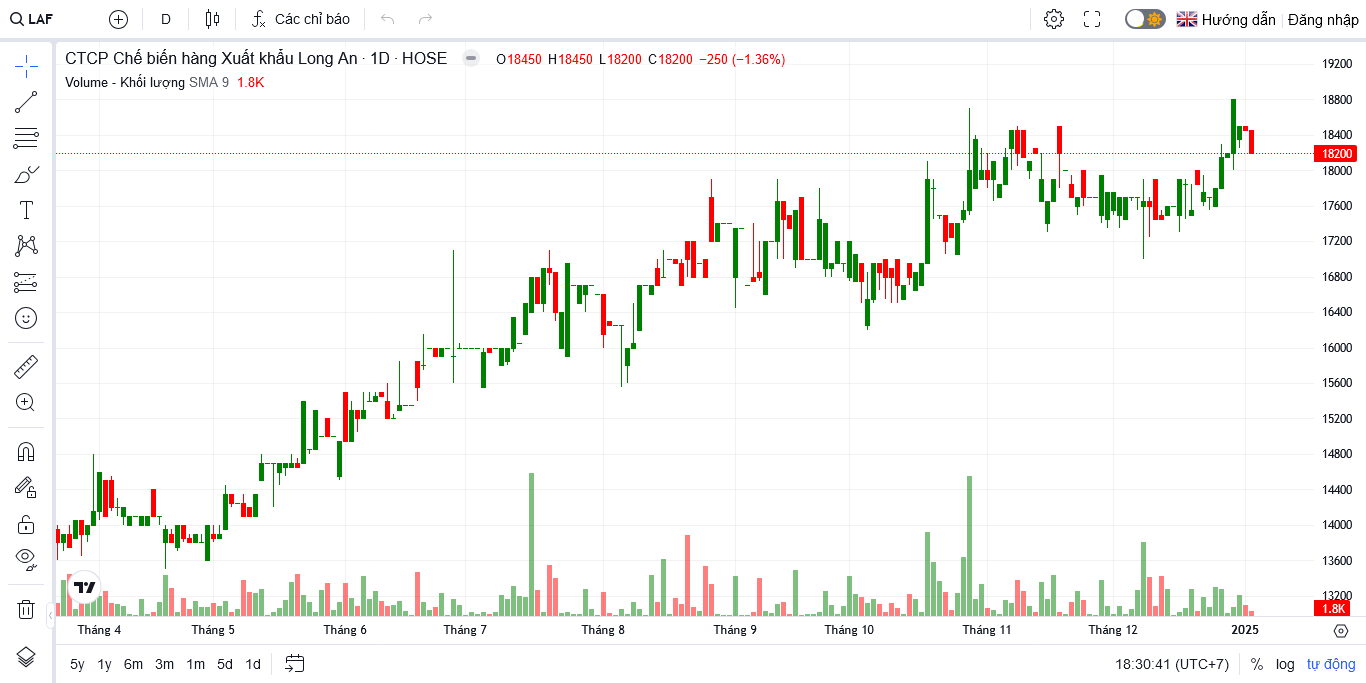 LAF D Các chỉ báo Hướng dẫn Đăng nhập
CTCP Chế biến hàng Xuất khẩu Long An · 1D · HOSE O18450 H18450 L18200 C18200 −250 (−1.36%)
Volume - Khối lượng SMA 9 1.8K
19200
18800
18400
18200
18000
17600
17200
16800
16400
16000
15600
15200
14800
14400
14000
13600
13200
1.8K
Tháng 4 Tháng 5 Tháng 6 Tháng 7 Tháng 8 Tháng 9 Tháng 10 Tháng 11 Tháng 12 2025
5y 1y 6m 3m 1m 5d 1d 18:30:41 (UTC+7) % log tự động